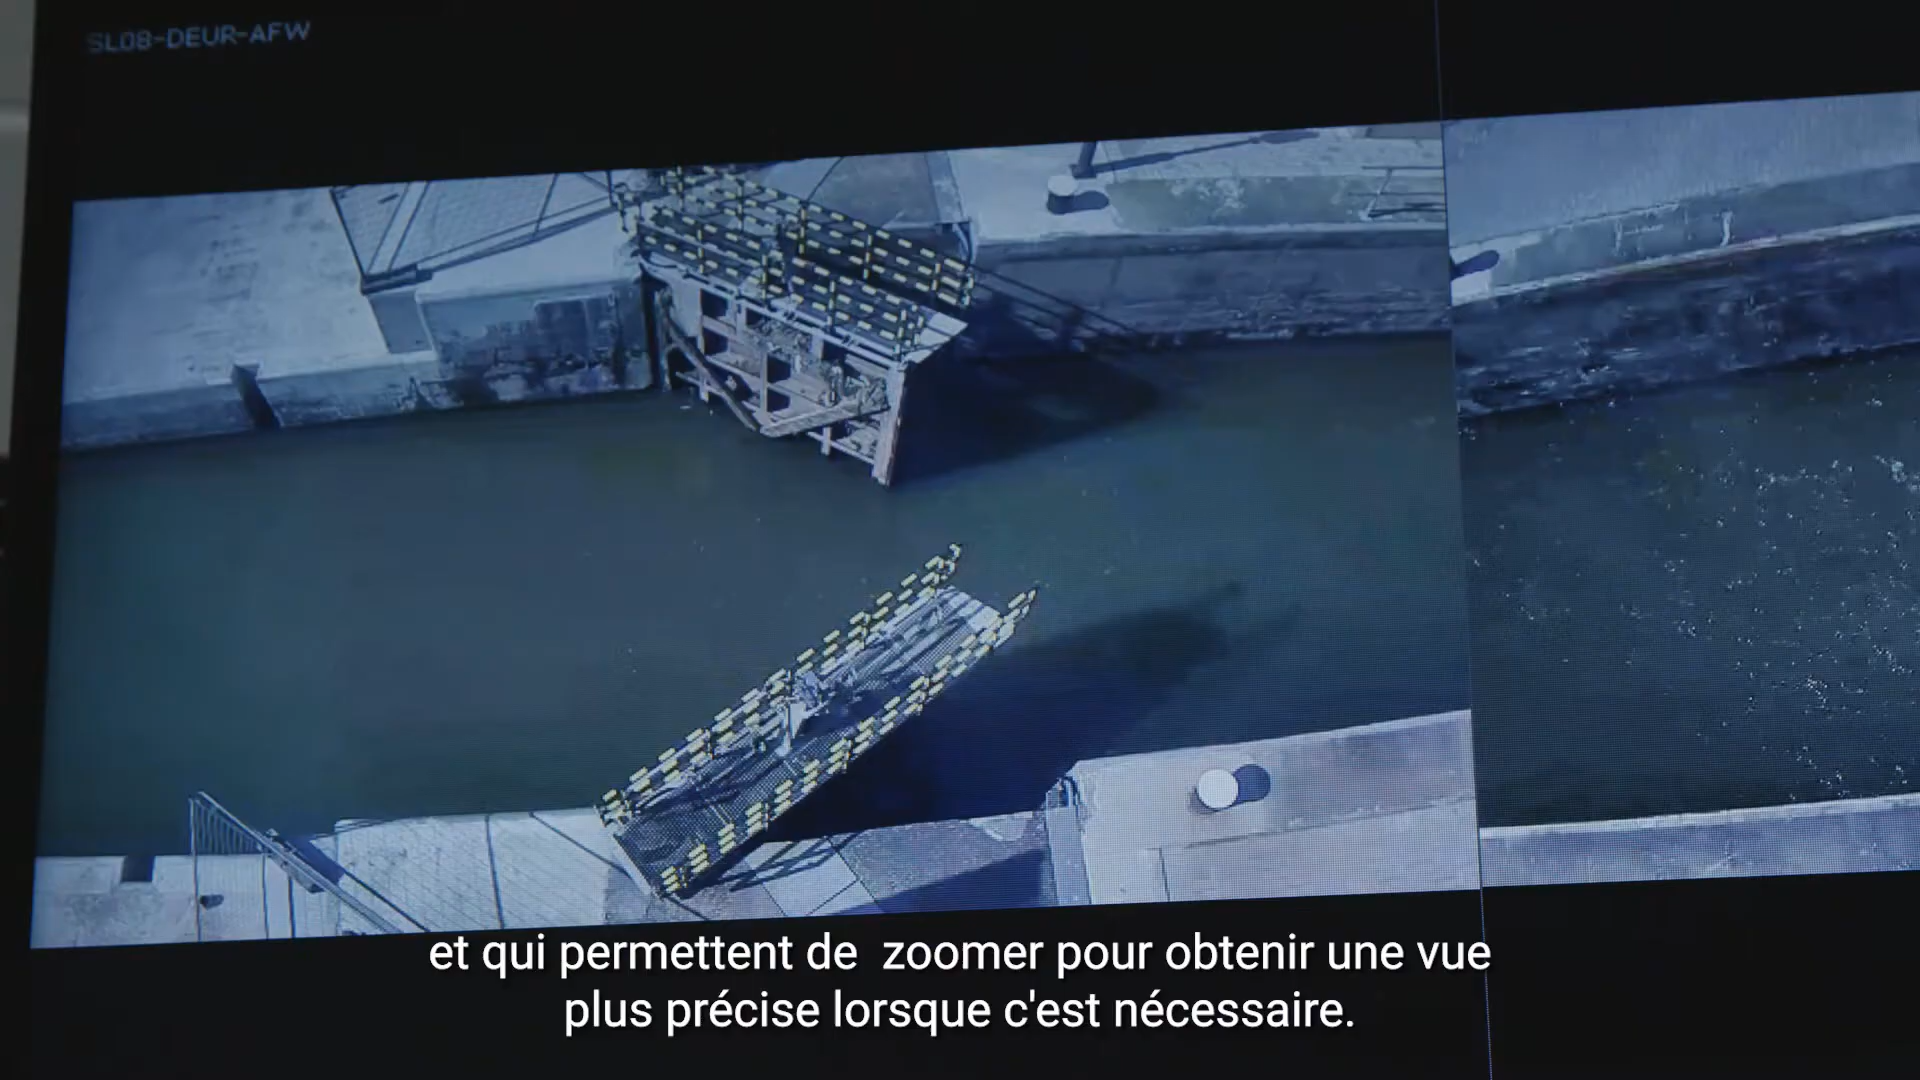 SL08-DEUR-AFW
et qui permettent de  zoomer pour obtenir une vue
plus précise lorsque c'est nécessaire.